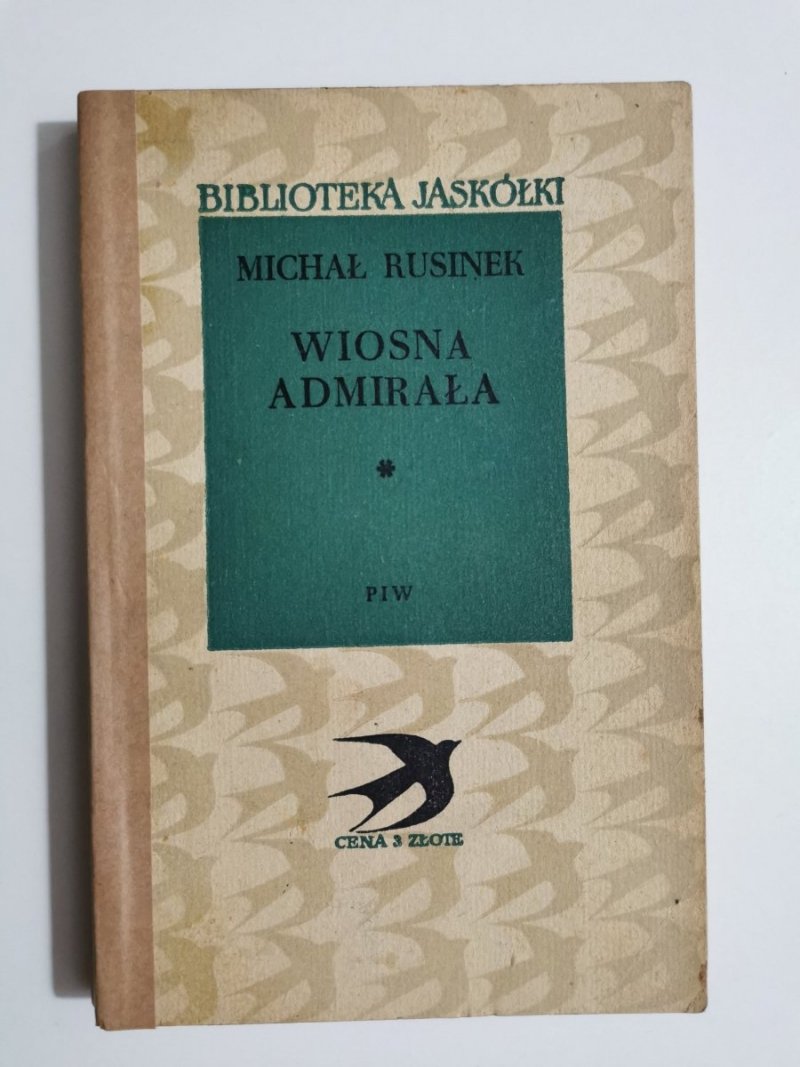 BIBLIOTEKA JASKÓŁKI
MICHAŁ RUSINEK
WIOSNA
ADMIRAŁA
*
PIW
CENA 3 ZŁOTE